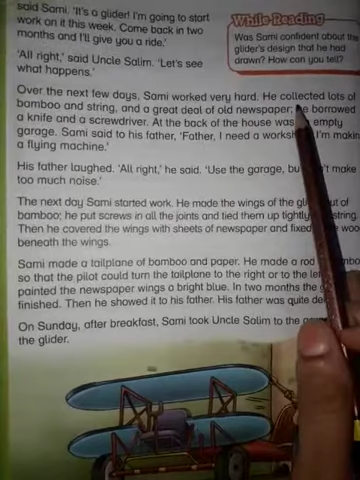 said Sami. 'It's a glider! I'm going to start
work on it this week. Come back in two
months and I'll give you a ride.'
'All right,' said Uncle Salim. 'Let's see
what happens.'
While Reading
Was Sami confident about the
glider's design that he had
drawn? How can you tell?
Over the next few days, Sami worked very hard. He collected lots of
bamboo and string, and a great deal of old newspaper; he borrowed
a knife and a screwdriver. At the back of the house was empty
garage. Sami said to his father, 'Father, I need a I'm
a flying machine.'
His father laughed. 'All right,' he said. 'Use the garage, make
too much noise.'
The next day Sami started work. He made the wings of the of
bamboo; he put screws in all the joints and tied them up tightly string.
Then he covered the wings with sheets of newspaper and fixed
beneath the wings.
Sami made a tailplane of bamboo and paper. He made a rod
so that the pilot could turn the tailplane to the right or to the
painted the newspaper wings a bright blue. In two months the
finished. Then he showed it to his father. His father was quite
On Sunday, after breakfast, Sami took Uncle Salim to the
the glider.